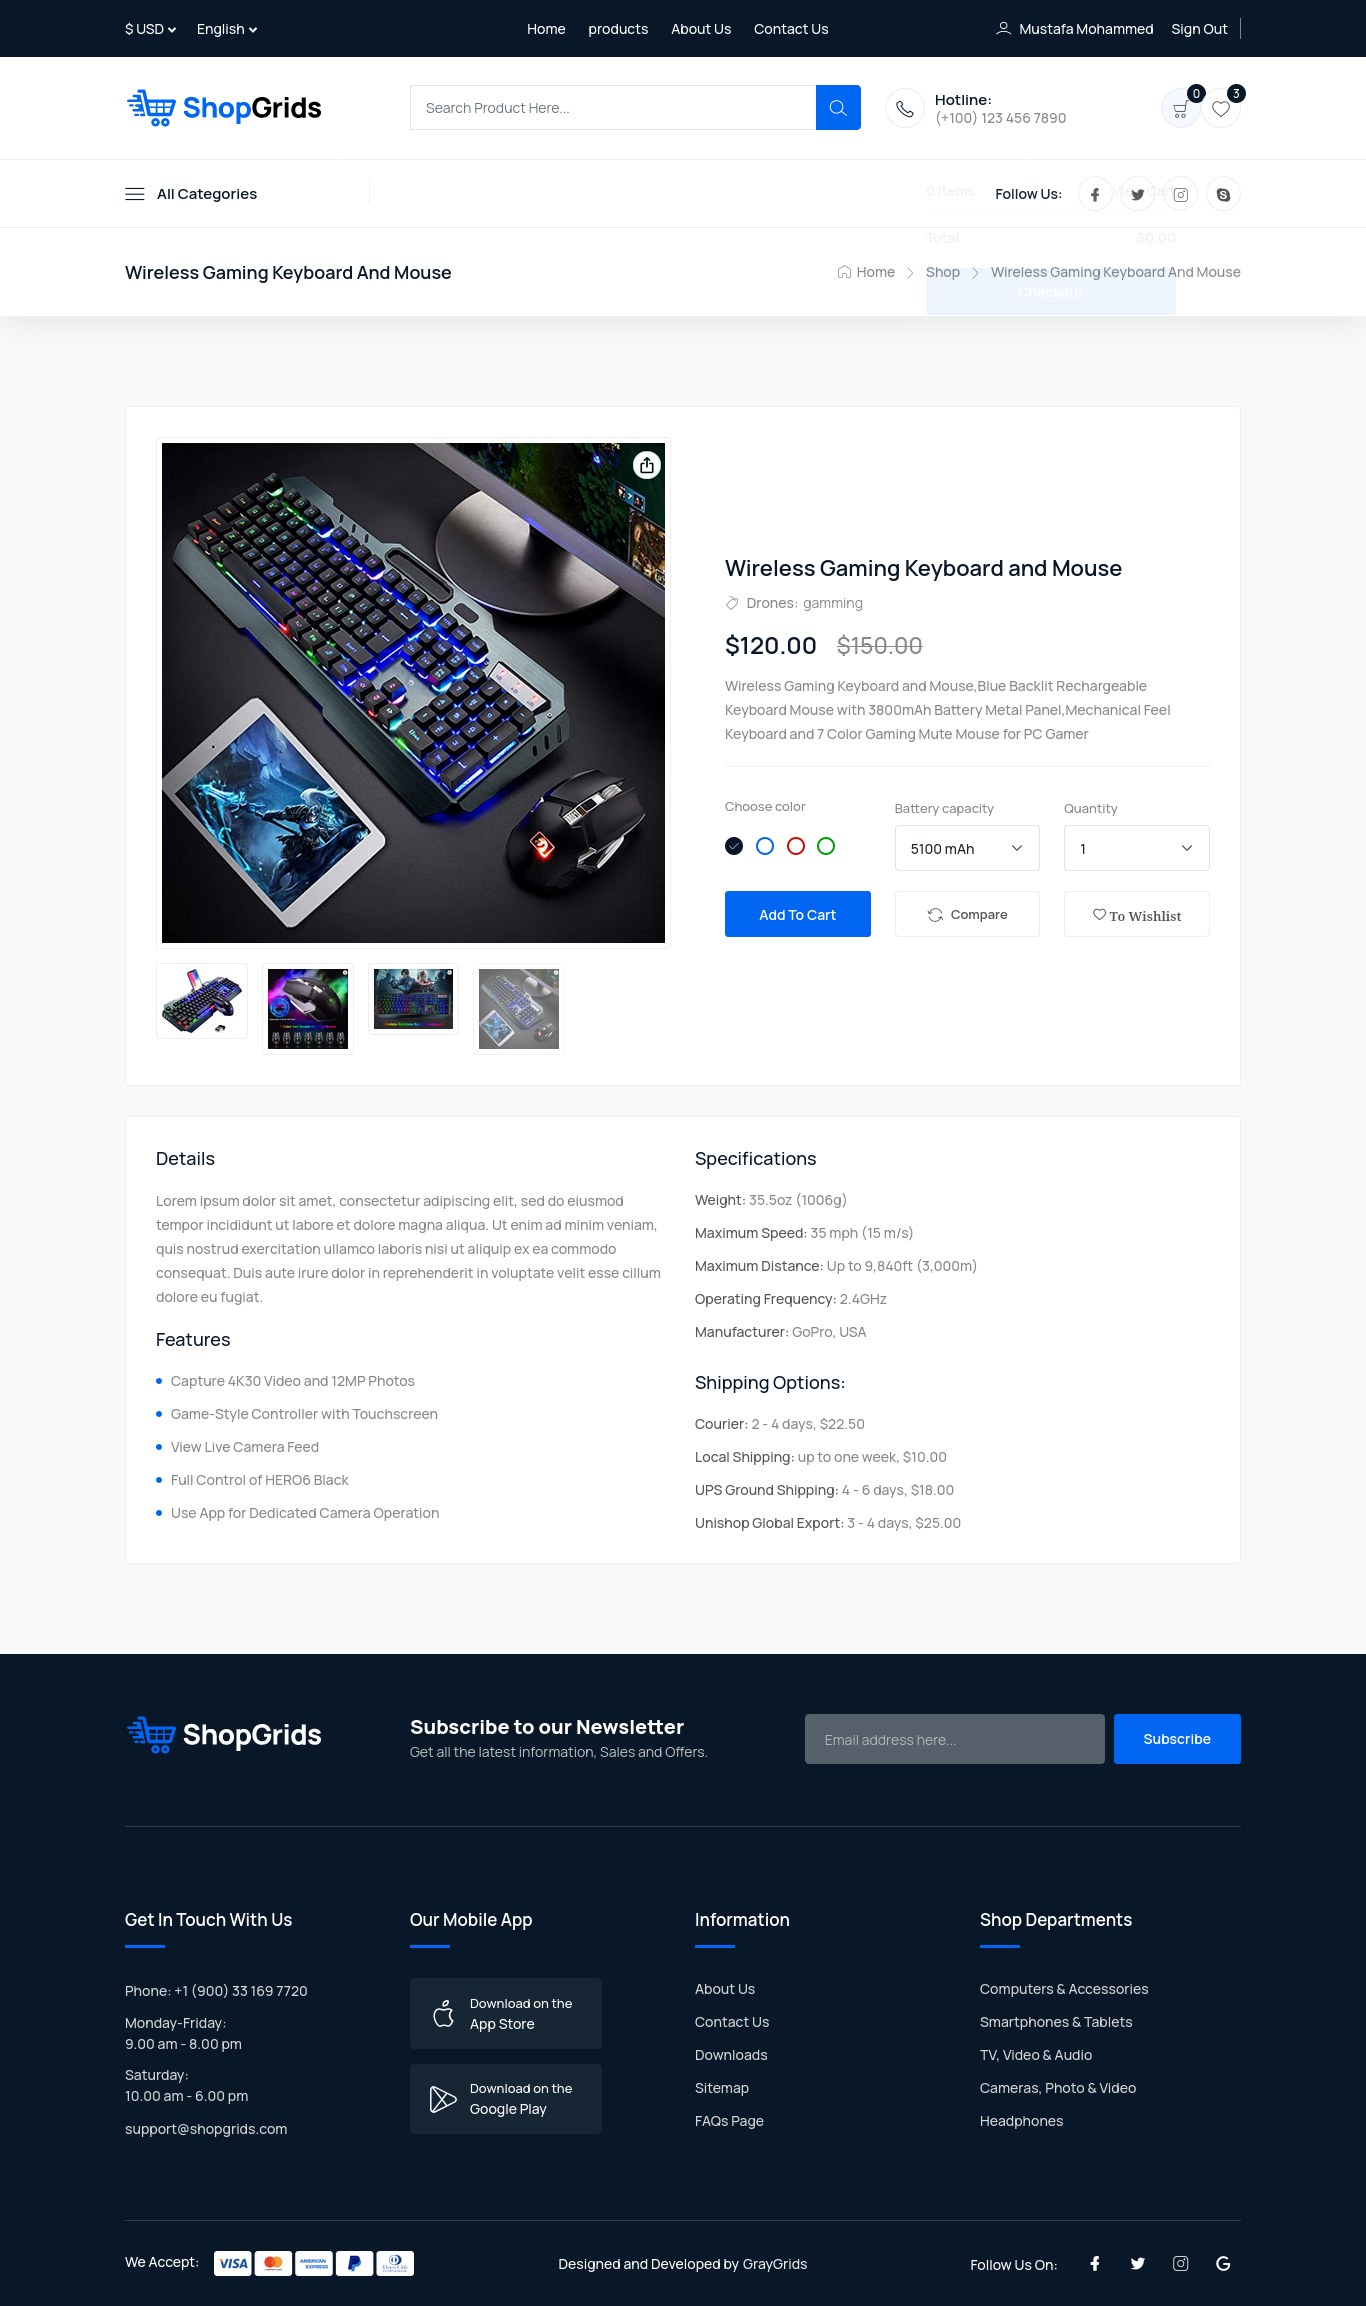 $ USD English Home products About Us Contact Us Mustafa Mohammed Sign Out
ShopGrids Search Product Here... Hotline: 0 3
(+100) 123 456 7890
All Categories 0 Items Follow Us:
Total $0.00
Wireless Gaming Keyboard And Mouse Home Shop Wireless Gaming Keyboard And Mouse
Checkout
Wireless Gaming Keyboard and Mouse
Drones: gamming
$120.00 $150.00
Wireless Gaming Keyboard and Mouse,Blue Backlit Rechargeable
Keyboard Mouse with 3800mAh Battery Metal Panel,Mechanical Feel
Keyboard and 7 Color Gaming Mute Mouse for PC Gamer
Choose color Battery capacity Quantity
5100 mAh 1
Add To Cart Compare To Wishlist
Details
Lorem ipsum dolor sit amet, consectetur adipiscing elit, sed do eiusmod
tempor incididunt ut labore et dolore magna aliqua. Ut enim ad minim veniam,
quis nostrud exercitation ullamco laboris nisi ut aliquip ex ea commodo
consequat. Duis aute irure dolor in reprehenderit in voluptate velit esse cillum
dolore eu fugiat.
Features
Capture 4K30 Video and 12MP Photos
Game-Style Controller with Touchscreen
View Live Camera Feed
Full Control of HERO6 Black
Use App for Dedicated Camera Operation
Specifications
Weight: 35.5oz (1006g)
Maximum Speed: 35 mph (15 m/s)
Maximum Distance: Up to 9,840ft (3,000m)
Operating Frequency: 2.4GHz
Manufacturer: GoPro, USA
Shipping Options:
Courier: 2 - 4 days, $22.50
Local Shipping: up to one week, $10.00
UPS Ground Shipping: 4 - 6 days, $18.00
Unishop Global Export: 3 - 4 days, $25.00
ShopGrids
Subscribe to our Newsletter
Get all the latest information, Sales and Offers.
Email address here... Subscribe
Get In Touch With Us
Phone: +1 (900) 33 169 7720
Monday-Friday:
9.00 am - 8.00 pm
Saturday:
10.00 am - 6.00 pm
support@shopgrids.com
Our Mobile App
Download on the
App Store
Download on the
Google Play
Information
About Us
Contact Us
Downloads
Sitemap
FAQs Page
Shop Departments
Computers & Accessories
Smartphones & Tablets
TV, Video & Audio
Cameras, Photo & Video
Headphones
We Accept: VISA AMERICAN EXPRESS Designed and Developed by GrayGrids Follow Us On: